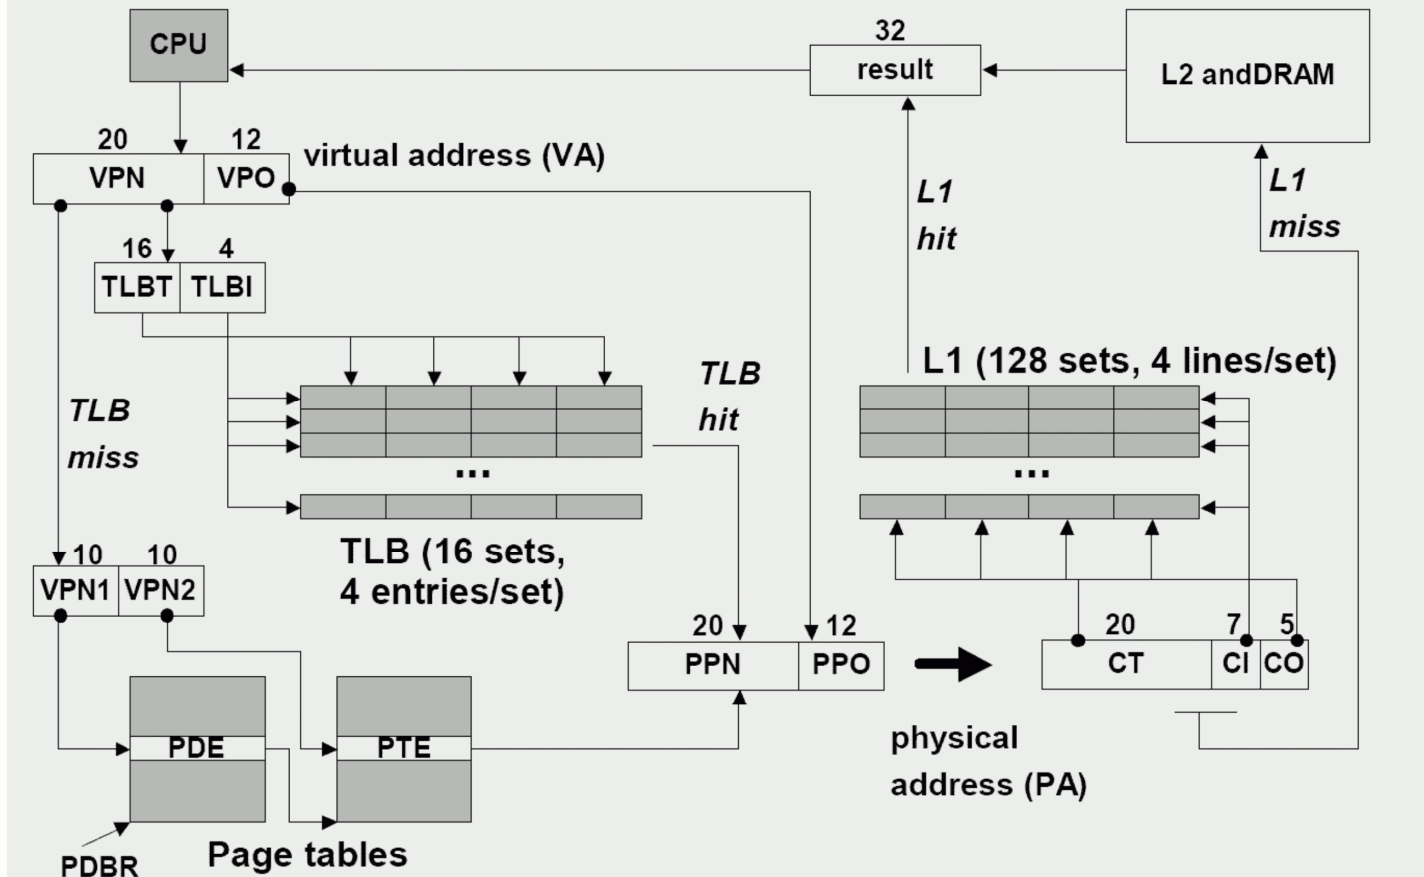 CPU
32
result
L2 andDRAM
20
12
VPN
VPO
virtual address (VA)
L1
hit
L1
miss
16
4
TLBT
TLBI
TLB
miss
TLB
hit
L1 (128 sets, 4 lines/set)
...
...
TLB (16 sets,
4 entries/set)
10
10
VPN1
VPN2
20
12
PPN
PPO
20
7
5
CT
CI
CO
PDE
PTE
physical
address (PA)
PDBR
Page tables